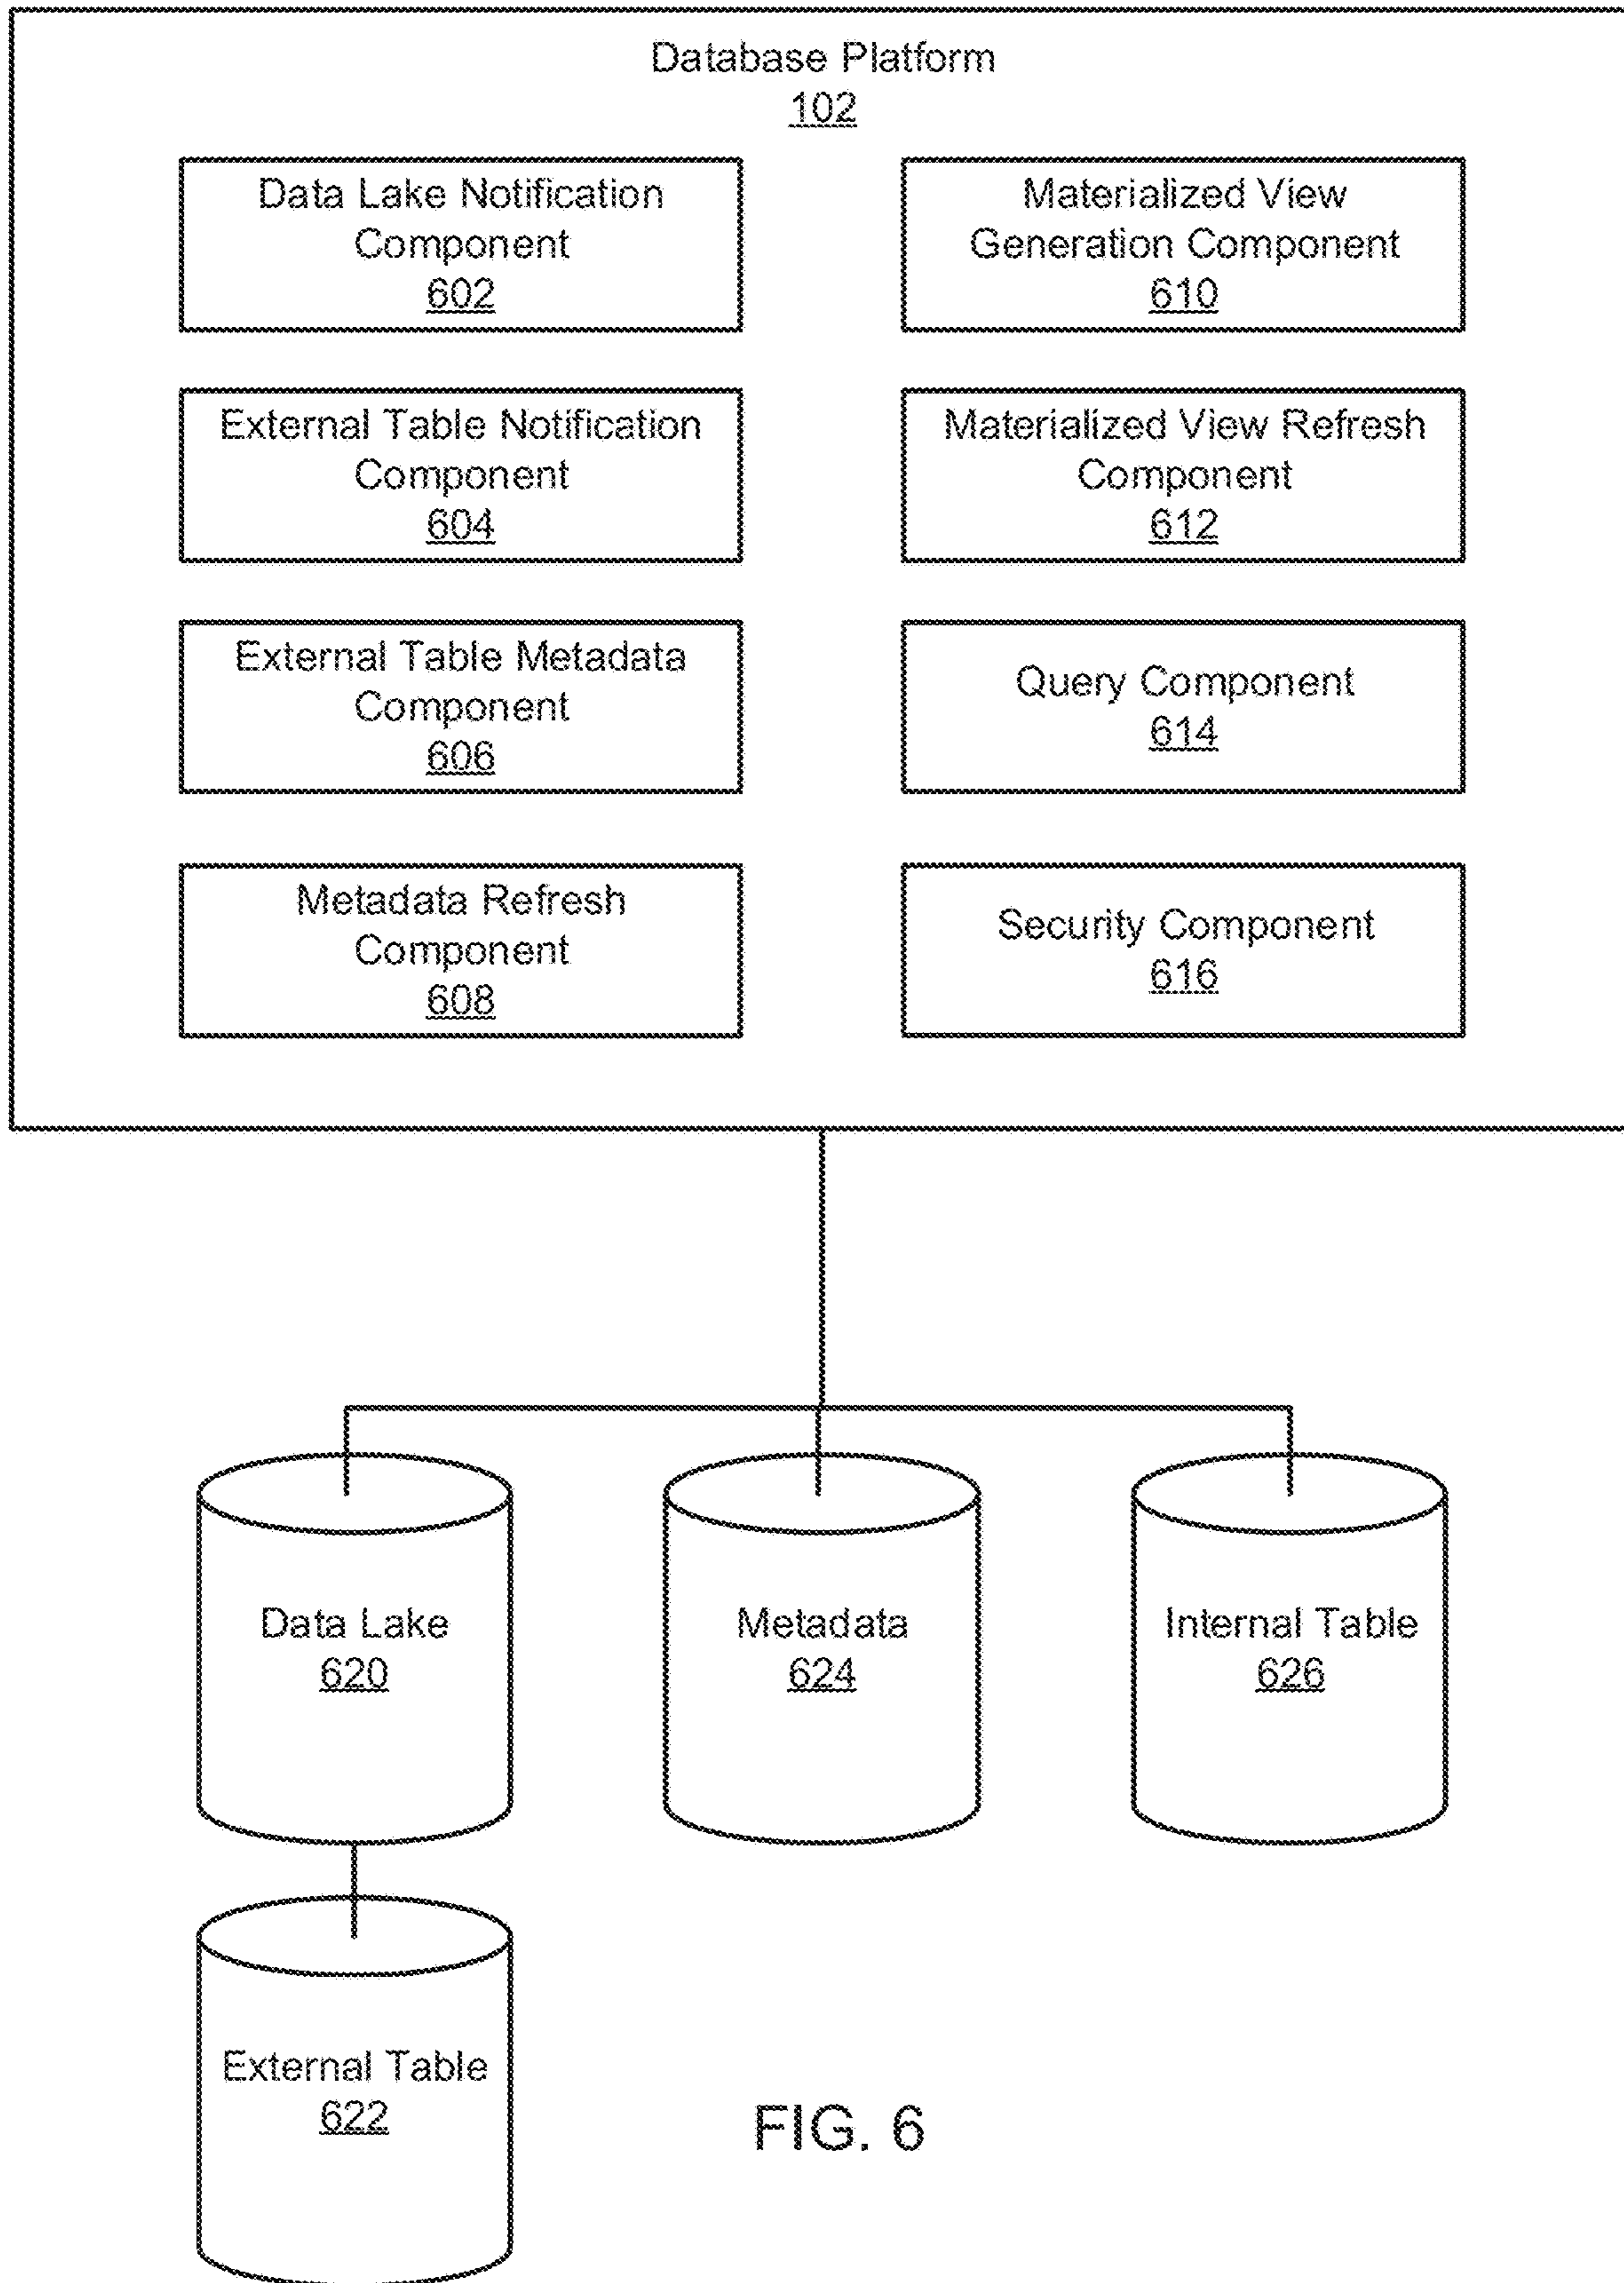 Database Platform
102
Data Lake Notification
Component
602
Materialized View
Generation Component
610
External Table Notification
Component
604
Materialized View Refresh
Component
612
External Table Metadata
Component
606
Query Component
614
Metadata Refresh
Component
608
Security Component
616
Data Lake
620
Metadata
624
Internal Table
626
External Table
622
FIG. 6